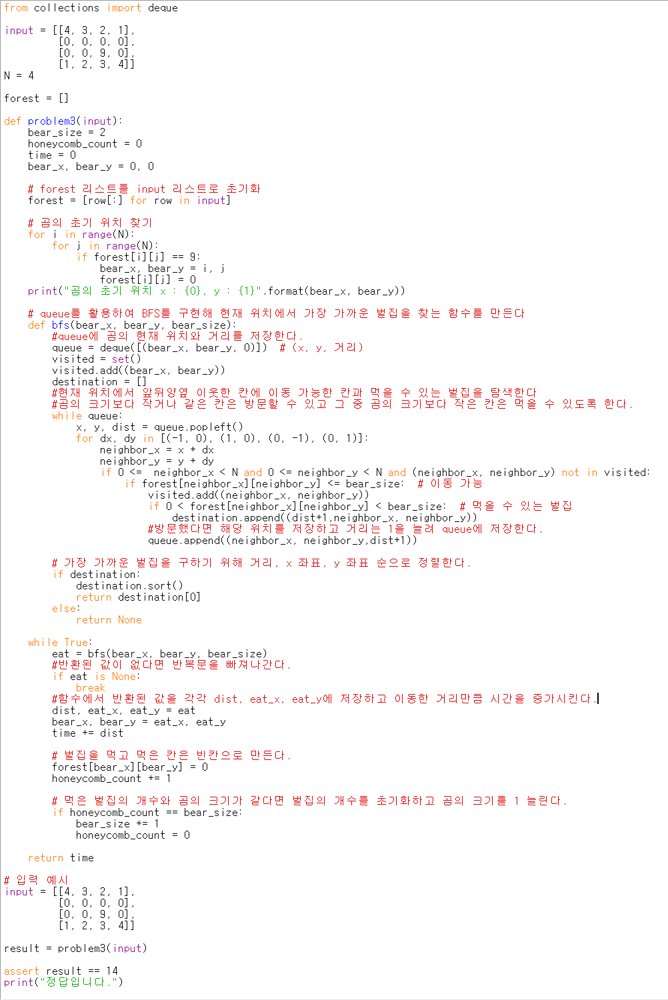 from collections import deque

input = [[4, 3, 2, 1],
         [0, 0, 0, 0],
         [0, 0, 9, 0],
         [1, 2, 3, 4]]
N = 4

forest = []

def problem3(input):
    bear_size = 2
    honeycomb_count = 0
    time = 0
    bear_x, bear_y = 0, 0

    # forest 리스트를 input 리스트로 초기화
    forest = [row[:] for row in input]

    # 곰의 초기 위치 찾기
    for i in range(N):
        for j in range(N):
            if forest[i][j] == 9:
                bear_x, bear_y = i, j
                forest[i][j] = 0
    print("곰의 초기 위치 x : {0}, y : {1}".format(bear_x, bear_y))

    # queue를 활용하여 BFS를 구현해 현재 위치에서 가장 가까운 벌집을 찾는 함수를 만든다
    def bfs(bear_x, bear_y, bear_size):
        #queue에 곰의 현재 위치와 거리를 저장한다.
        queue = deque([(bear_x, bear_y, 0)])  # (x, y, 거리)
        visited = set()
        visited.add((bear_x, bear_y))
        destination = []
        #현재 위치에서 앞뒤양옆 이웃한 칸에 이동 가능한 칸과 먹을 수 있는 벌집을 탐색한다
        #곰의 크기보다 작거나 같은 칸은 방문할 수 있고 그 중 곰의 크기보다 작은 칸은 먹을 수 있도록 한다.
        while queue:
            x, y, dist = queue.popleft()
            for dx, dy in [(-1, 0), (1, 0), (0, -1), (0, 1)]:
                neighbor_x = x + dx
                neighbor_y = y + dy
                if 0 <=  neighbor_x < N and 0 <= neighbor_y < N and (neighbor_x, neighbor_y) not in visited:
                    if forest[neighbor_x][neighbor_y] <= bear_size:  # 이동 가능
                        visited.add((neighbor_x, neighbor_y))
                        if 0 < forest[neighbor_x][neighbor_y] < bear_size:  # 먹을 수 있는 벌집
                            destination.append((dist+1,neighbor_x, neighbor_y))
                        #방문했다면 해당 위치를 저장하고 거리는 1을 늘려 queue에 저장한다.
                        queue.append((neighbor_x, neighbor_y,dist+1))

        # 가장 가까운 벌집을 구하기 위해 거리, x 좌표, y 좌표 순으로 정렬한다.
        if destination:
            destination.sort()
            return destination[0]
        else:
            return None

    while True:
        eat = bfs(bear_x, bear_y, bear_size)
        #반환된 값이 없다면 반복문을 빠져나간다.
        if eat is None:
            break
        #함수에서 반환된 값을 각각 dist, eat_x, eat_y에 저장하고 이동한 거리만큼 시간을 증가시킨다.
        dist, eat_x, eat_y = eat
        bear_x, bear_y = eat_x, eat_y
        time += dist

        # 벌집을 먹고 먹은 칸은 빈칸으로 만든다.
        forest[bear_x][bear_y] = 0
        honeycomb_count += 1

        # 먹은 벌집의 개수와 곰의 크기가 같다면 벌집의 개수를 초기화하고 곰의 크기를 1 늘린다.
        if honeycomb_count == bear_size:
            bear_size += 1
            honeycomb_count = 0

    return time

# 입력 예시
input = [[4, 3, 2, 1],
         [0, 0, 0, 0],
         [0, 0, 9, 0],
         [1, 2, 3, 4]]

result = problem3(input)

assert result == 14
print("정답입니다.")